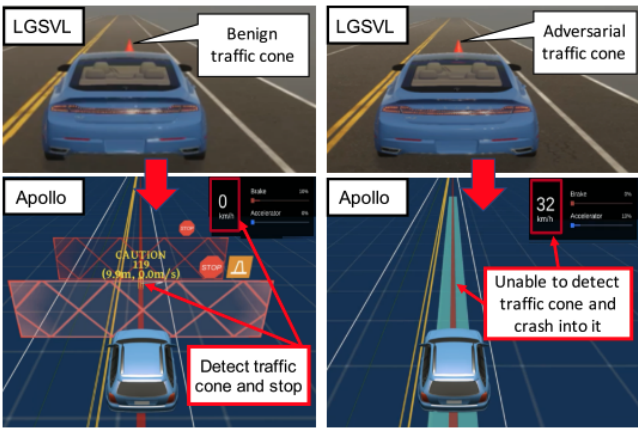 LGSVL
Benign
traffic cone
LGSVL
Adversarial
traffic cone
Apollo
0
km/h
Brake
Accelerator
STOP
CAUTION
119
(9.9m, 0.0m/s)
STOP
Detect traffic
cone and stop
Apollo
32
km/h
Brake
Accelerator
Unable to detect
traffic cone and
crash into it